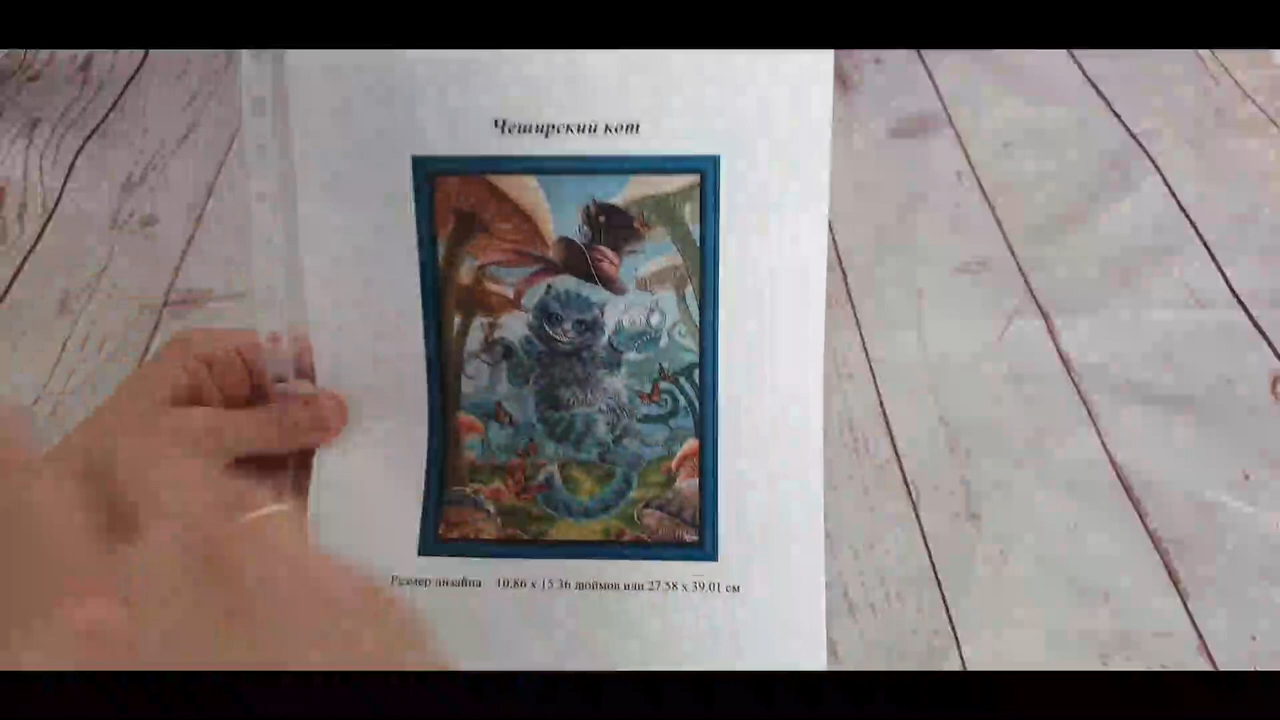 Чеширский кот
Размер дизайна 10.86 x 15.36 дюймов или 27.58 x 39.01 см